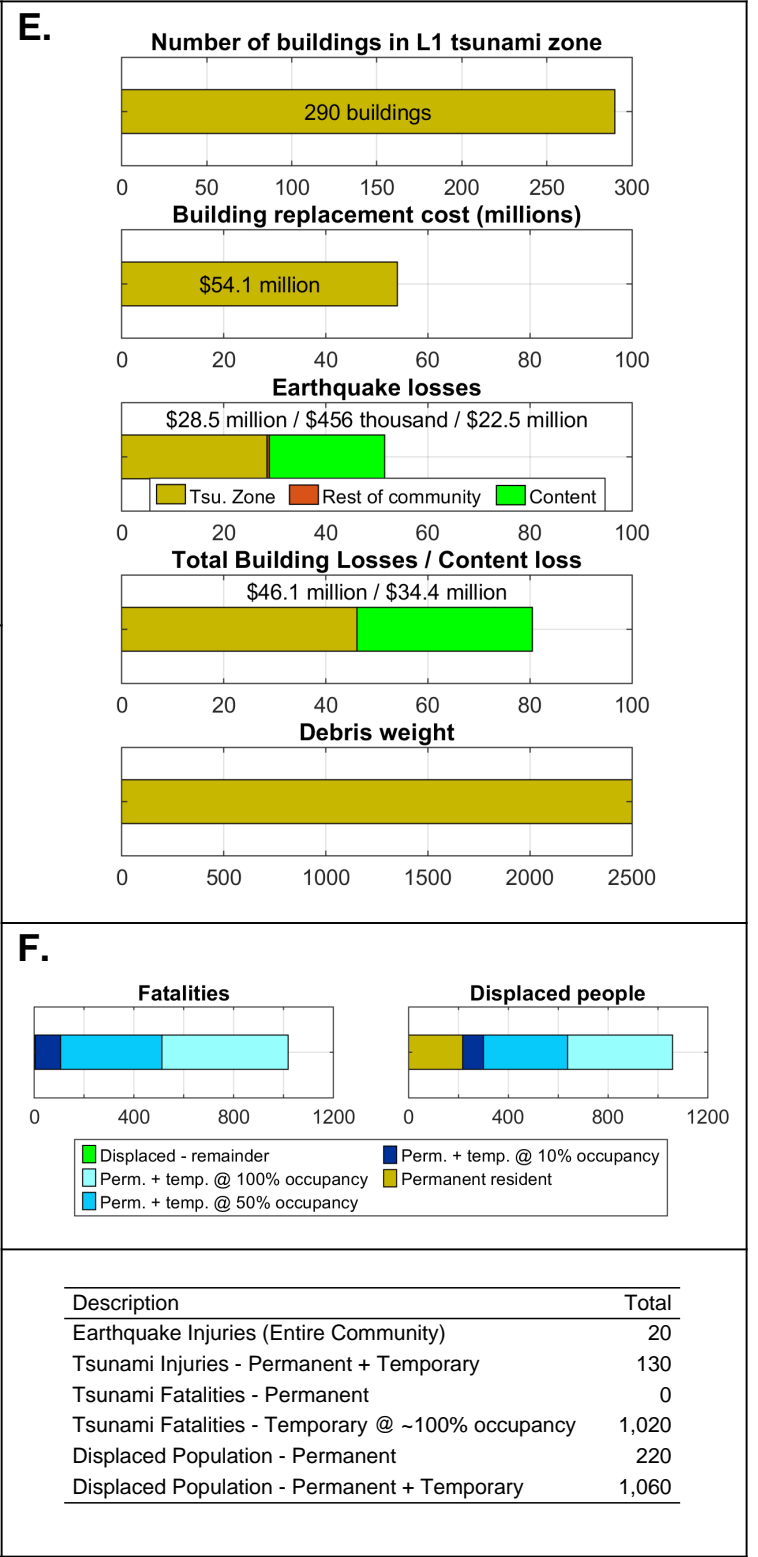 E.
Number of buildings in L1 tsunami zone
290 buildings
0 50 100 150 200 250 300
Building replacement cost (millions)
$54.1 million
0 20 40 60 80 100
Earthquake losses
$28.5 million / $456 thousand / $22.5 million
Tsu. Zone Rest of community Content
0 20 40 60 80 100
Total Building Losses / Content loss
$46.1 million / $34.4 million
0 20 40 60 80 100
Debris weight
0 500 1000 1500 2000 2500
F.
Fatalities Displaced people
0 400 800 1200 0 400 800 1200
Displaced - remainder Perm. + temp. @ 10% occupancy
Perm. + temp. @ 100% occupancy Permanent resident
Perm. + temp. @ 50% occupancy
Description Total
Earthquake Injuries (Entire Community) 20
Tsunami Injuries - Permanent + Temporary 130
Tsunami Fatalities - Permanent 0
Tsunami Fatalities - Temporary @ ~100% occupancy 1,020
Displaced Population - Permanent 220
Displaced Population - Permanent + Temporary 1,060